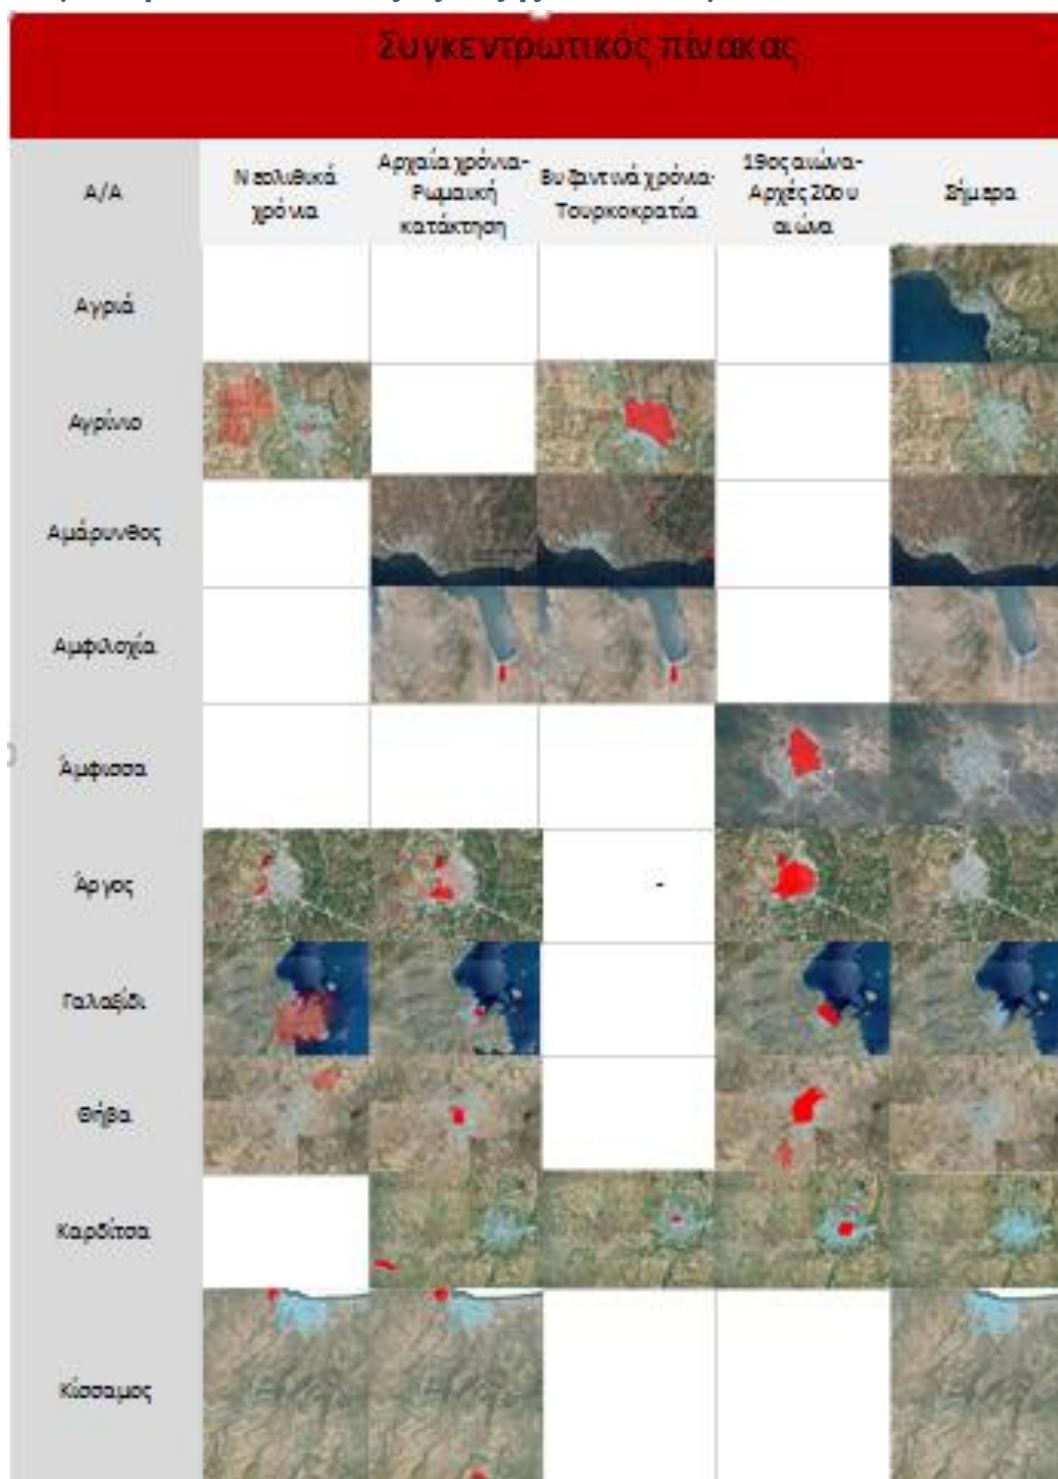 Συγκεντρωτικός πίνακας
Α/Α
Νεολιθικά
χρόνια
Αρχαία χρόνια-
Ρωμαική
κατάκτηση
Βυζαντινά χρόνια-
Τουρκοκρατία
19ος αιώνα-
Αρχές 20ου
αιώνα
Σήμερα
Αγριά
Αγρίνιο
Αμάρυνθος
Αμφιλοχία
Άμφισσα
Άργος
-
Γαλαξίδι
Θήβα
Καρδίτσα
Κίσσαμος